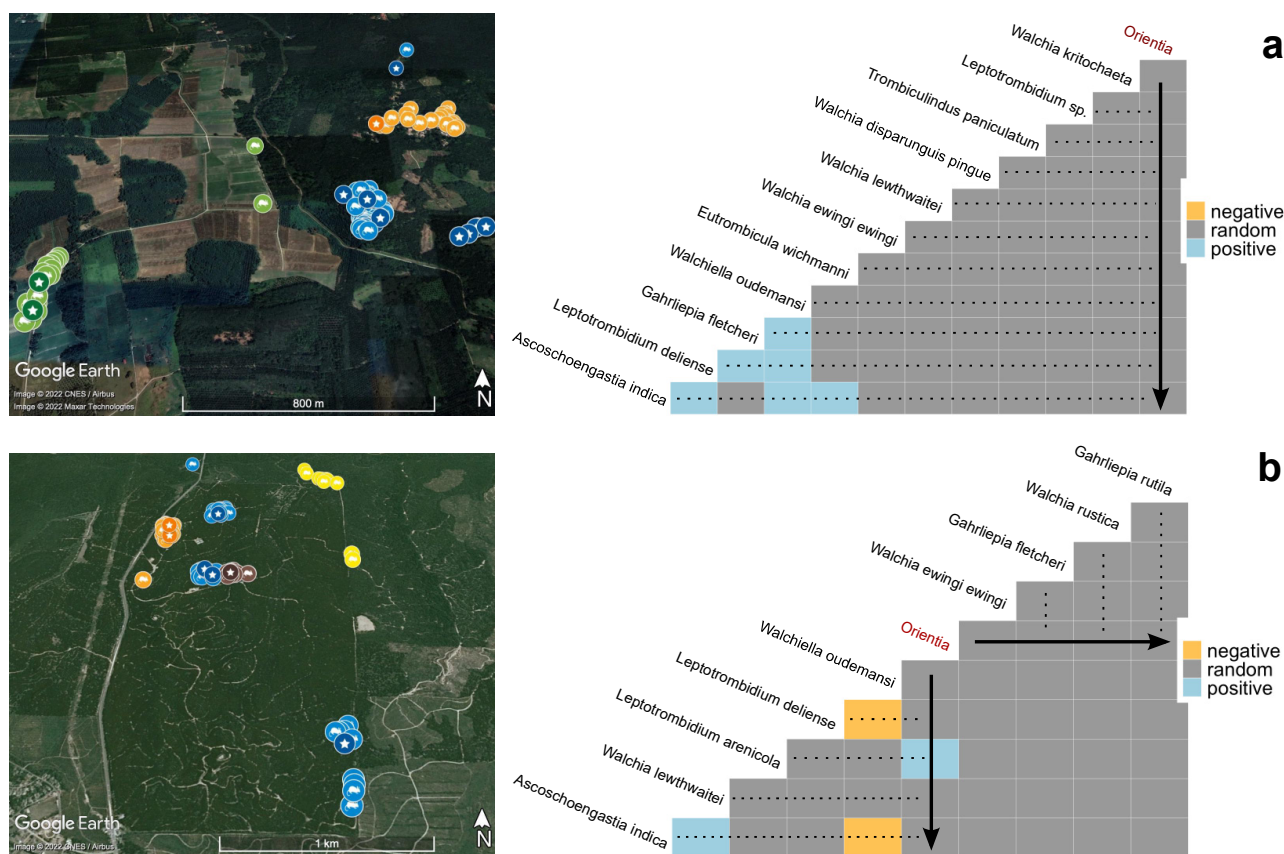 a
Orientia
Walchia kritochaeta
Leptotrombidium sp.
Trombiculindus paniculatum
Walchia disparunguis pingue
Walchia lewthwaitei
Walchia ewingi ewingi
Eutrombicula wichmanni
Walchiella oudemansi
Gahrliepia fletcheri
Leptotrombidium deliense
Ascoschoengastia indica
negative
random
positive
Google Earth
Image © 2022 CNES / Airbus
Image © 2022 Maxar Technologies
800 m
N
b
Gahrliepia rutila
Walchia rustica
Gahrliepia fletcheri
Walchia ewingi ewingi
Orientia
Walchiella oudemansi
Leptotrombidium deliense
Leptotrombidium arenicola
Walchia lewthwaitei
Ascoschoengastia indica
negative
random
positive
Google Earth
Image © 2022 CNES / Airbus
1 km
N